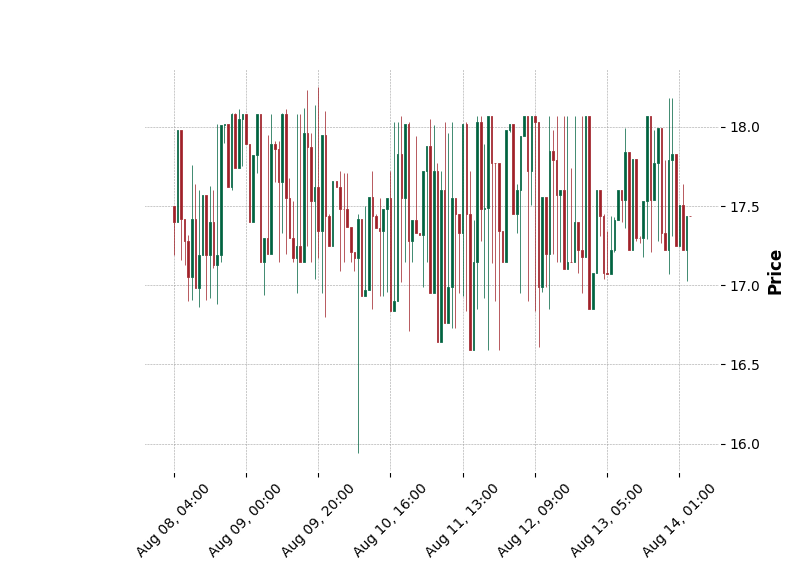 18.0
17.5
17.0
16.5
16.0
Price
Aug 08, 04:00
Aug 09, 00:00
Aug 09, 20:00
Aug 10, 16:00
Aug 11, 13:00
Aug 12, 09:00
Aug 13, 05:00
Aug 14, 01:00